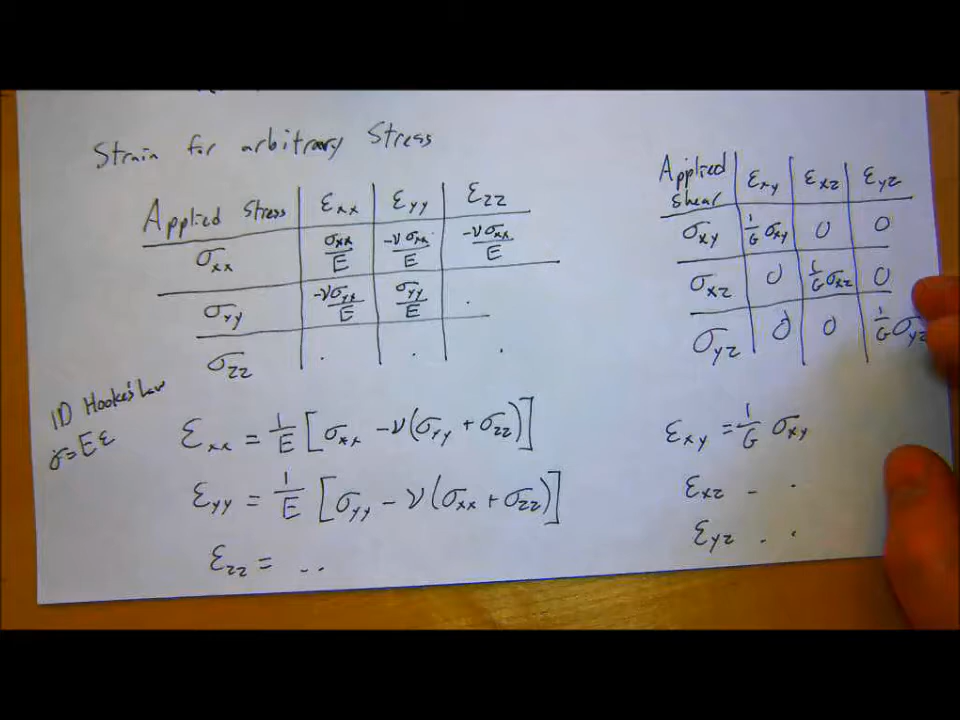 Strain for arbitrary Stress
Applied Stress εxx εyy εzz
σxx σxx/E -νσxx/E -νσxx/E
σyy -νσyy/E σyy/E .
σzz . . .
1D Hooke's Law
σ=Eε
εxx = 1/E [σxx - ν(σyy + σzz)]
εyy = 1/E [σyy - ν(σxx + σzz)]
εzz = ..
Applied shear εxy εxz εyz
σxy 1/G σxy 0 0
σxz 0 1/G σxz 0
σyz 0 0 1/G σyz
εxy = 1/G σxy
εxz - .
εyz . .